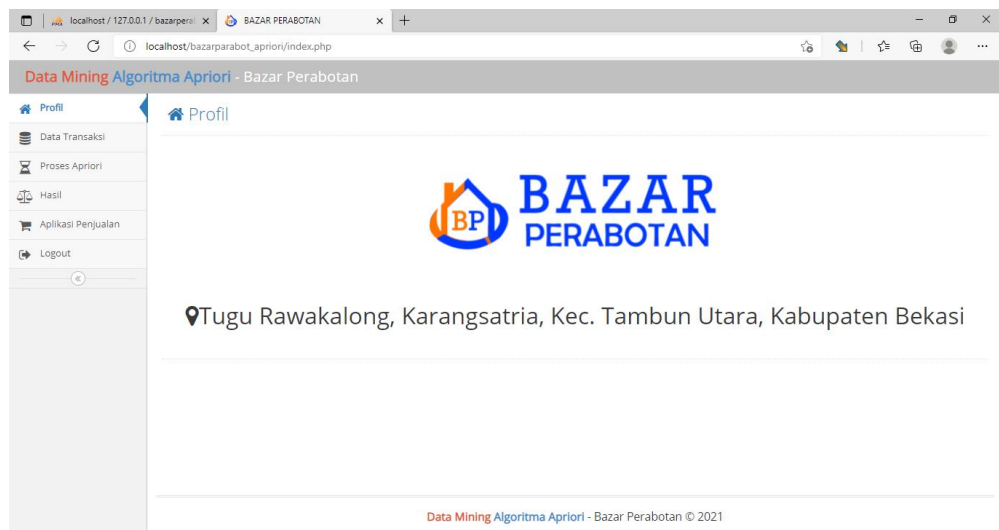 localhost / 127.0.0.1 / bazarpera
BAZAR PERABOTAN
localhost/bazarparabot_apriori/index.php
Data Mining Algoritma Apriori - Bazar Perabotan
Profil
Data Transaksi
Proses Apriori
Hasil
Aplikasi Penjualan
Logout
Profil
BP
BAZAR
PERABOTAN
Tugu Rawakalong, Karangsatria, Kec. Tambun Utara, Kabupaten Bekasi
Data Mining Algoritma Apriori - Bazar Perabotan © 2021